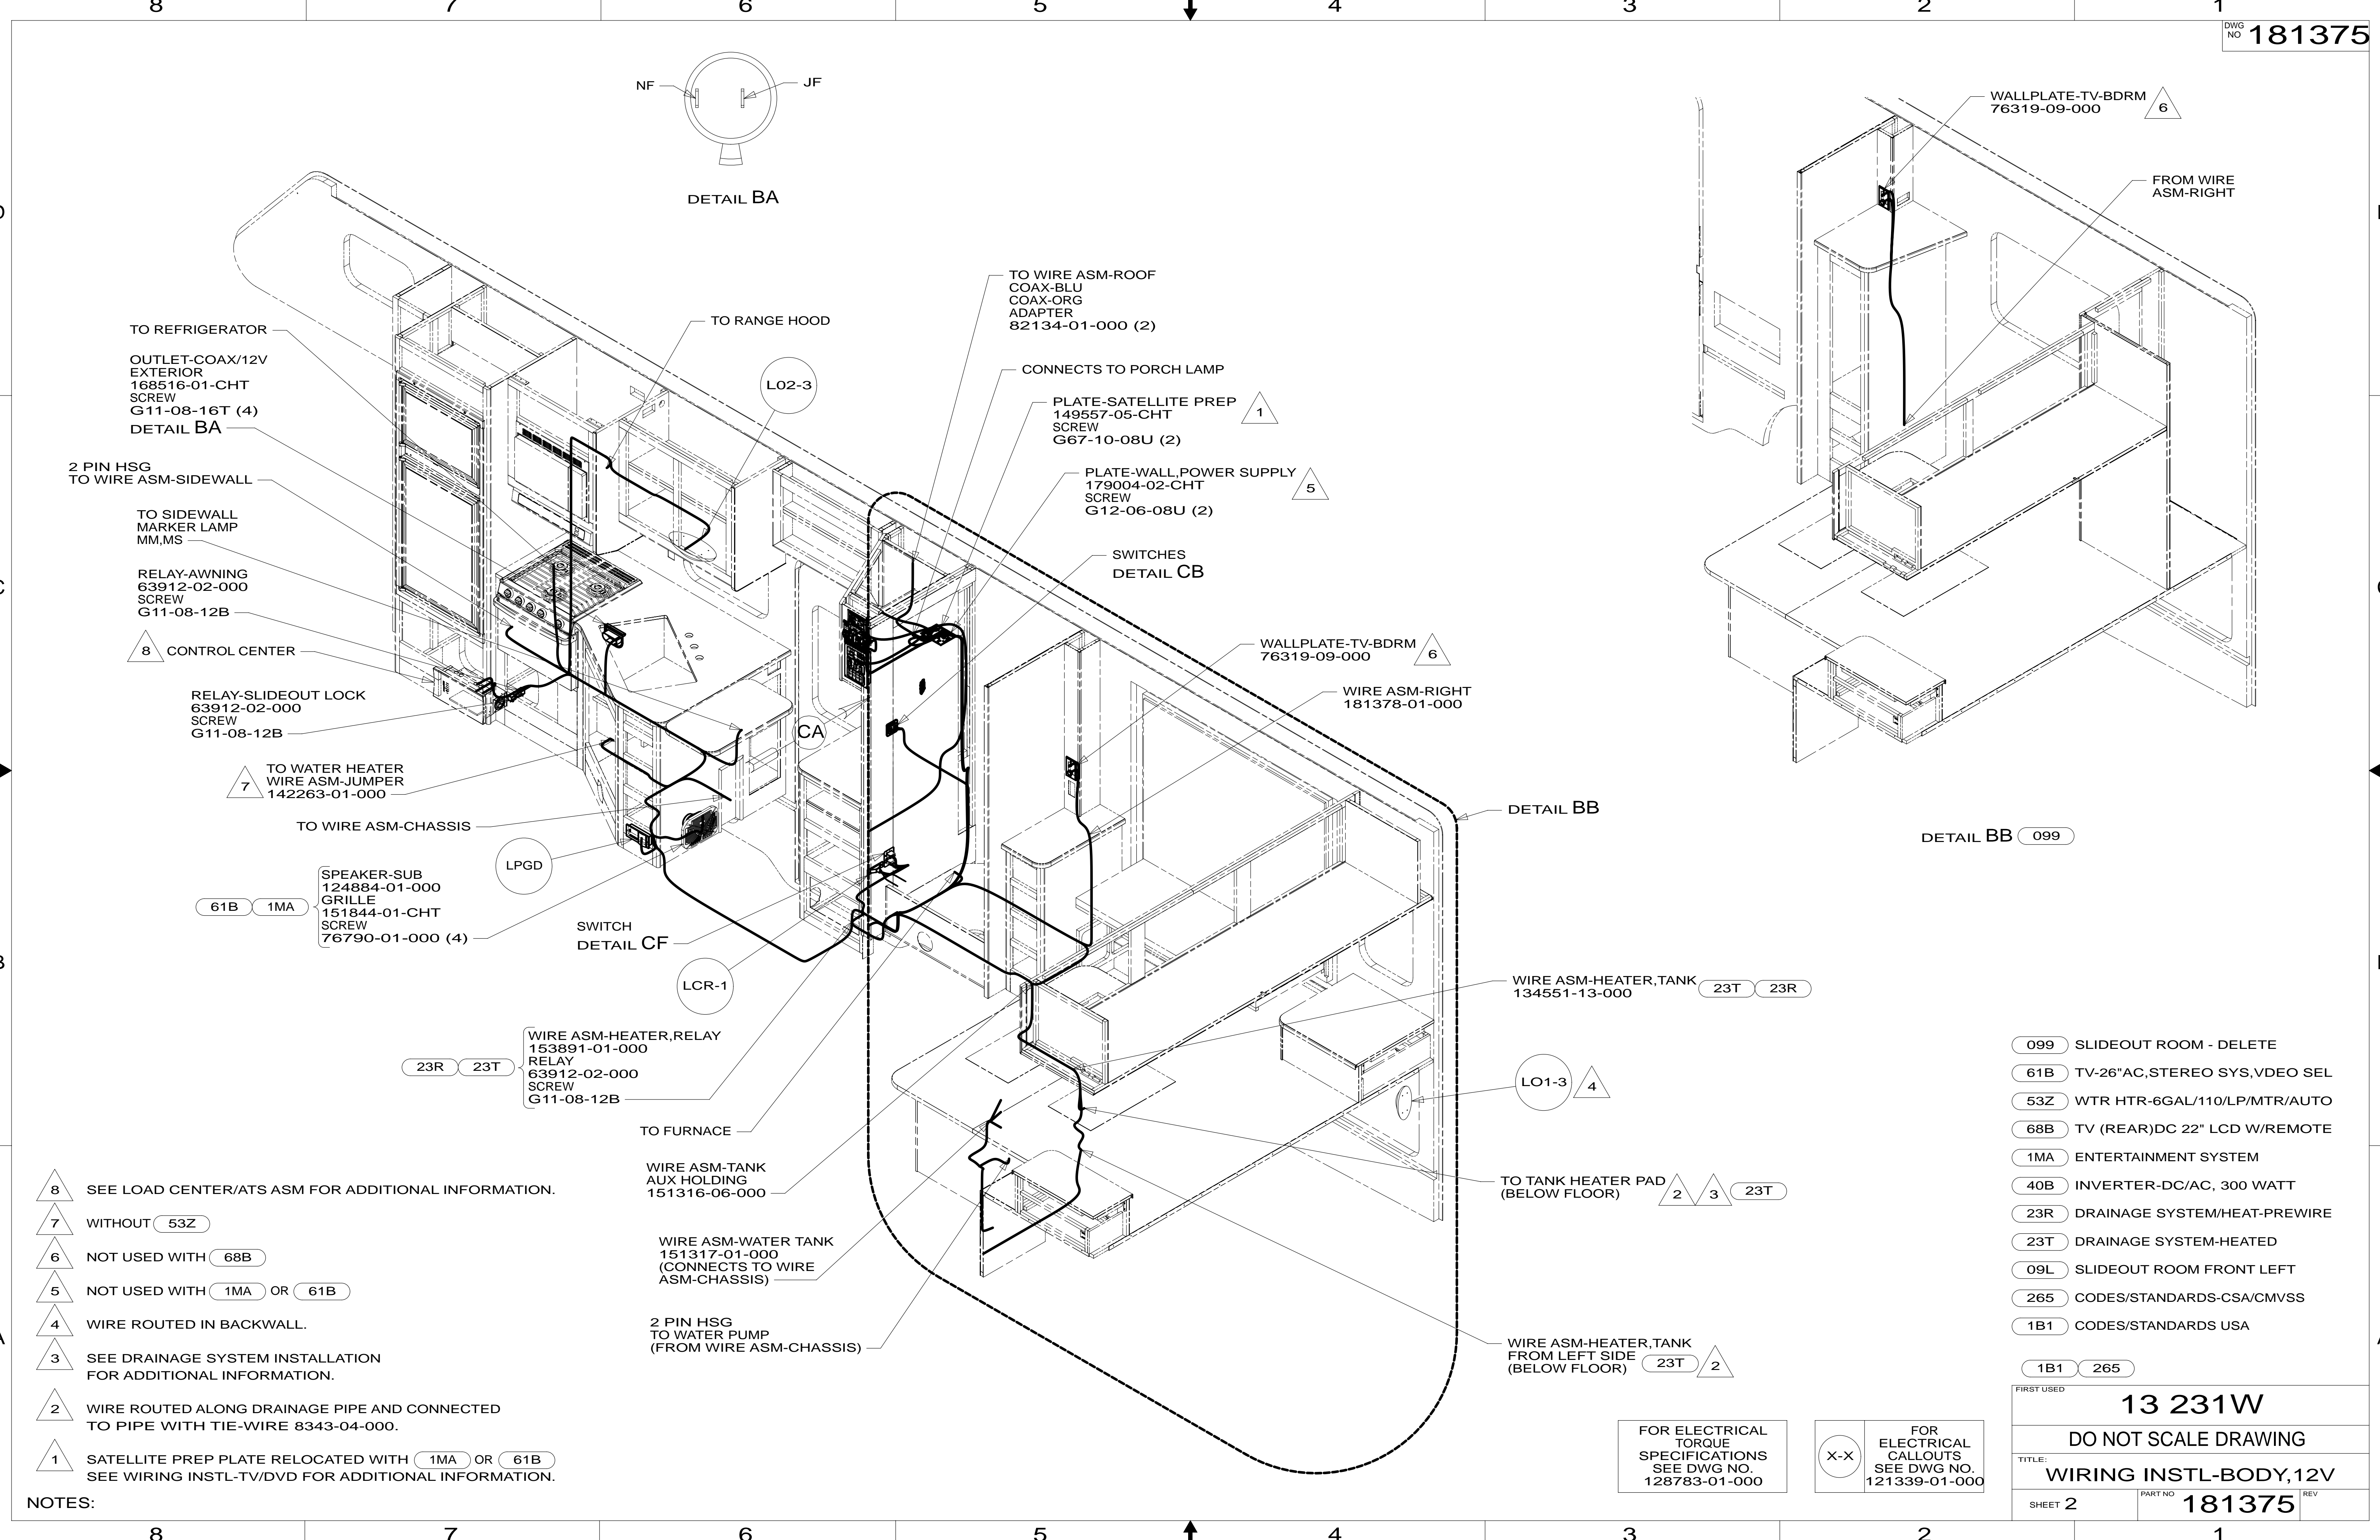 8 7 6 5 4 3 2 1
DWG NO 181375
NF
JF
DETAIL BA
WALLPLATE-TV-BDRM
76319-09-000
6
FROM WIRE
ASM-RIGHT
TO WIRE ASM-ROOF
COAX-BLU
COAX-ORG
ADAPTER
82134-01-000 (2)
TO REFRIGERATOR
TO RANGE HOOD
L02-3
OUTLET-COAX/12V
EXTERIOR
168516-01-CHT
SCREW
G11-08-16T (4)
DETAIL BA
CONNECTS TO PORCH LAMP
PLATE-SATELLITE PREP
149557-05-CHT
SCREW
G67-10-08U (2)
1
2 PIN HSG
TO WIRE ASM-SIDEWALL
PLATE-WALL,POWER SUPPLY
179004-02-CHT
SCREW
G12-06-08U (2)
5
TO SIDEWALL
MARKER LAMP
MM,MS
SWITCHES
DETAIL CB
RELAY-AWNING
63912-02-000
SCREW
G11-08-12B
8 CONTROL CENTER
WALLPLATE-TV-BDRM
76319-09-000
6
RELAY-SLIDEOUT LOCK
63912-02-000
SCREW
G11-08-12B
WIRE ASM-RIGHT
181378-01-000
CA
7
TO WATER HEATER
WIRE ASM-JUMPER
142263-01-000
DETAIL BB
TO WIRE ASM-CHASSIS
DETAIL BB 099
LPGD
61B 1MA
SPEAKER-SUB
124884-01-000
GRILLE
151844-01-CHT
SCREW
76790-01-000 (4)
SWITCH
DETAIL CF
LCR-1
WIRE ASM-HEATER,TANK
134551-13-000
23T 23R
23R 23T
WIRE ASM-HEATER,RELAY
153891-01-000
RELAY
63912-02-000
SCREW
G11-08-12B
LO1-3
4
TO FURNACE
WIRE ASM-TANK
AUX HOLDING
151316-06-000
TO TANK HEATER PAD
(BELOW FLOOR)
2 3 23T
WIRE ASM-WATER TANK
151317-01-000
(CONNECTS TO WIRE
ASM-CHASSIS)
2 PIN HSG
TO WATER PUMP
(FROM WIRE ASM-CHASSIS)
WIRE ASM-HEATER,TANK
FROM LEFT SIDE
(BELOW FLOOR)
23T 2
099 SLIDEOUT ROOM - DELETE
61B TV-26"AC,STEREO SYS,VDEO SEL
53Z WTR HTR-6GAL/110/LP/MTR/AUTO
68B TV (REAR)DC 22" LCD W/REMOTE
1MA ENTERTAINMENT SYSTEM
40B INVERTER-DC/AC, 300 WATT
23R DRAINAGE SYSTEM/HEAT-PREWIRE
23T DRAINAGE SYSTEM-HEATED
09L SLIDEOUT ROOM FRONT LEFT
265 CODES/STANDARDS-CSA/CMVSS
1B1 CODES/STANDARDS USA
1B1 265
8 SEE LOAD CENTER/ATS ASM FOR ADDITIONAL INFORMATION.
7 WITHOUT 53Z
6 NOT USED WITH 68B
5 NOT USED WITH 1MA OR 61B
4 WIRE ROUTED IN BACKWALL.
3 SEE DRAINAGE SYSTEM INSTALLATION
FOR ADDITIONAL INFORMATION.
2 WIRE ROUTED ALONG DRAINAGE PIPE AND CONNECTED
TO PIPE WITH TIE-WIRE 8343-04-000.
1 SATELLITE PREP PLATE RELOCATED WITH 1MA OR 61B
SEE WIRING INSTL-TV/DVD FOR ADDITIONAL INFORMATION.
NOTES:
FOR ELECTRICAL
TORQUE
SPECIFICATIONS
SEE DWG NO.
128783-01-000
X-X
FOR
ELECTRICAL
CALLOUTS
SEE DWG NO.
121339-01-000
FIRST USED
13 231W
DO NOT SCALE DRAWING
TITLE:
WIRING INSTL-BODY,12V
SHEET 2
PART NO 181375
REV
8 7 6 5 4 3 2 1